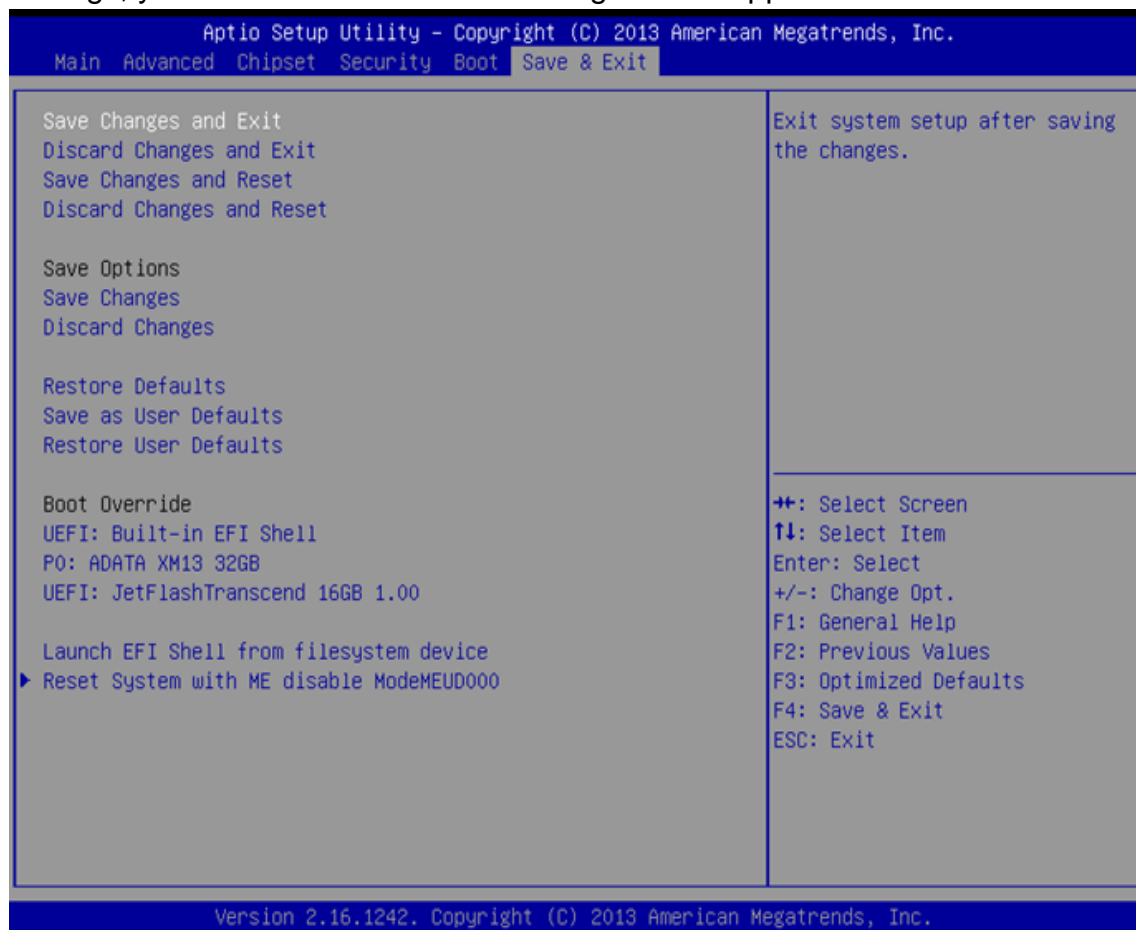 Aptio Setup Utility – Copyright (C) 2013 American Megatrends, Inc.
Main Advanced Chipset Security Boot Save & Exit
Save Changes and Exit
Discard Changes and Exit
Save Changes and Reset
Discard Changes and Reset
Save Options
Save Changes
Discard Changes
Restore Defaults
Save as User Defaults
Restore User Defaults
Boot Override
UEFI: Built-in EFI Shell
P0: ADATA XM13 32GB
UEFI: JetFlashTranscend 16GB 1.00
Launch EFI Shell from filesystem device
Reset System with ME disable ModeMEUD000
Exit system setup after saving
the changes.
→←: Select Screen
↑↓: Select Item
Enter: Select
+/-: Change Opt.
F1: General Help
F2: Previous Values
F3: Optimized Defaults
F4: Save & Exit
ESC: Exit
Version 2.16.1242. Copyright (C) 2013 American Megatrends, Inc.